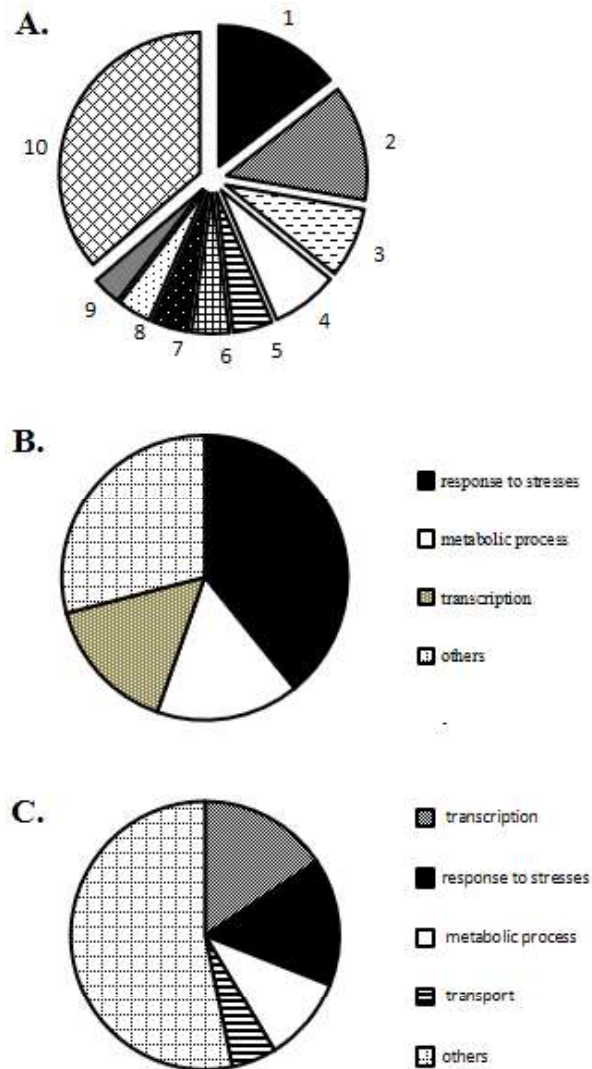 A.
1
2
3
4
5
6
7
8
9
10
B.
response to stresses
metabolic process
transcription
others
-
C.
transcription
response to stresses
metabolic process
transport
others